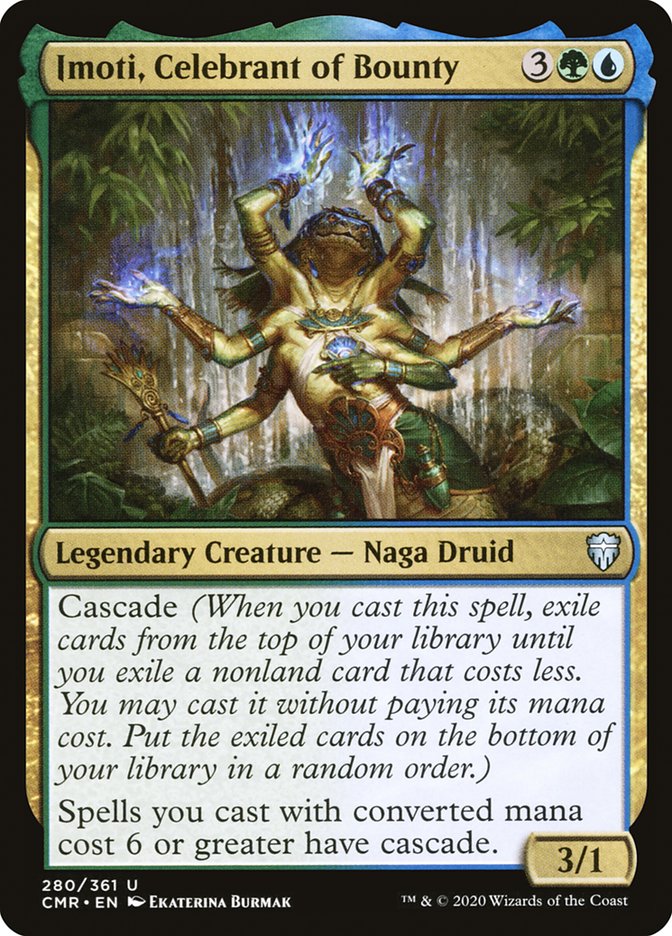 Imoti, Celebrant of Bounty 3
Legendary Creature — Naga Druid
Cascade (When you cast this spell, exile
cards from the top of your library until
you exile a nonland card that costs less.
You may cast it without paying its mana
cost. Put the exiled cards on the bottom of
your library in a random order.)
Spells you cast with converted mana
cost 6 or greater have cascade.
3/1
280/361 U
CMR • EN Ekaterina Burmak
™ & © 2020 Wizards of the Coast